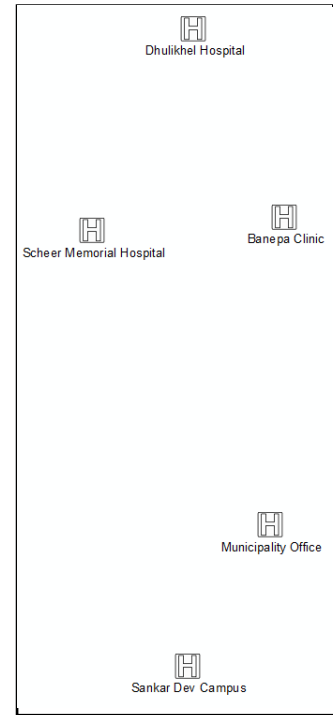 H
Dhulikhel Hospital
H
Banepa Clinic
H
Scheer Memorial Hospital
H
Municipality Office
H
Sankar Dev Campus